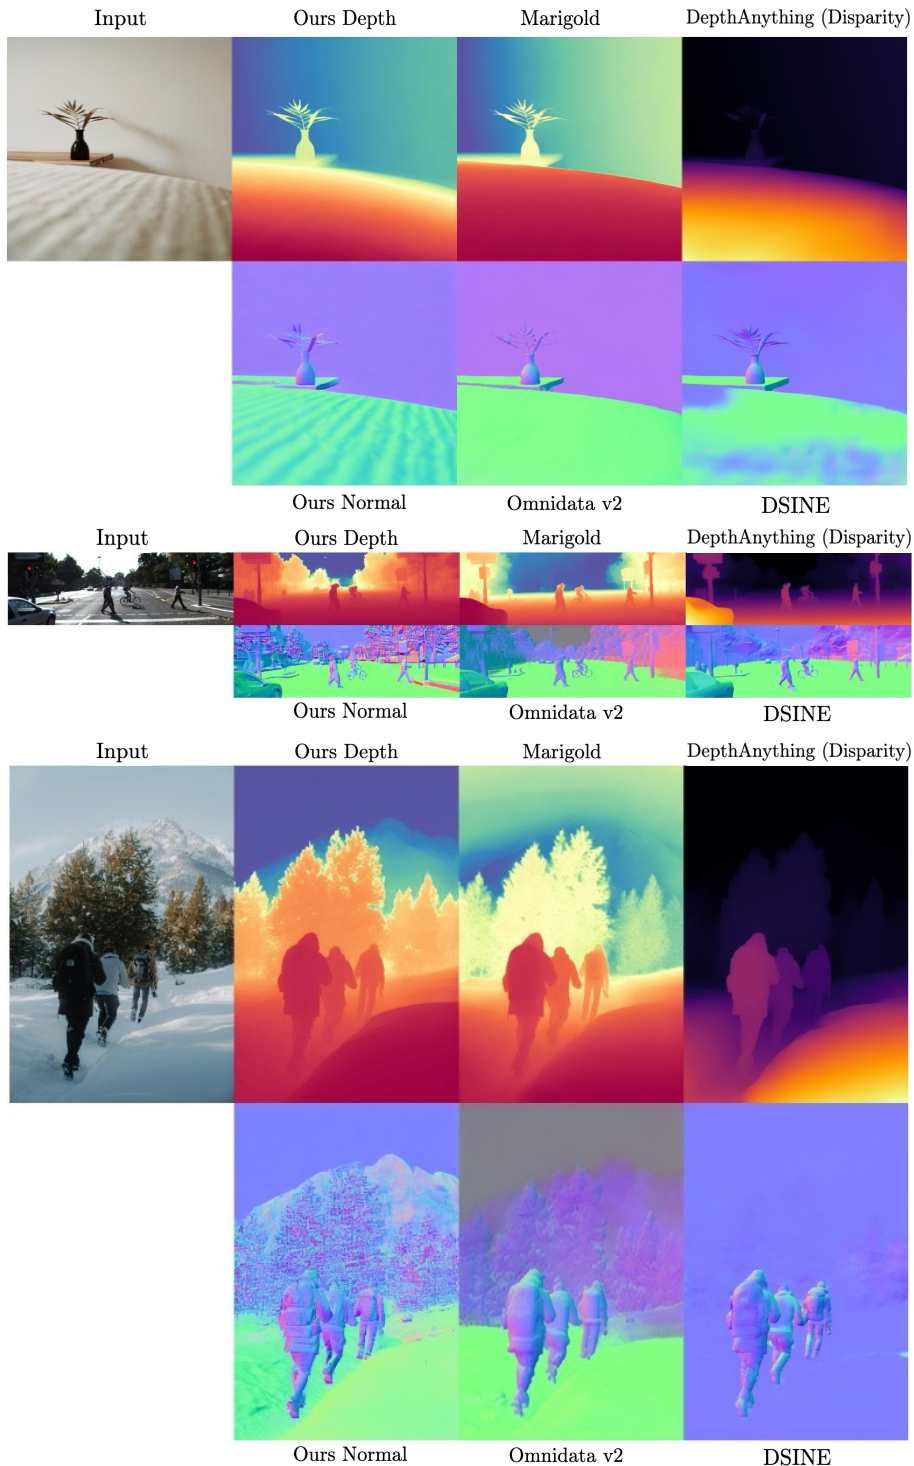 Input Ours Depth Marigold DepthAnything (Disparity)
Ours Normal Omnidata v2 DSINE
Input Ours Depth Marigold DepthAnything (Disparity)
Ours Normal Omnidata v2 DSINE
Input Ours Depth Marigold DepthAnything (Disparity)
Ours Normal Omnidata v2 DSINE